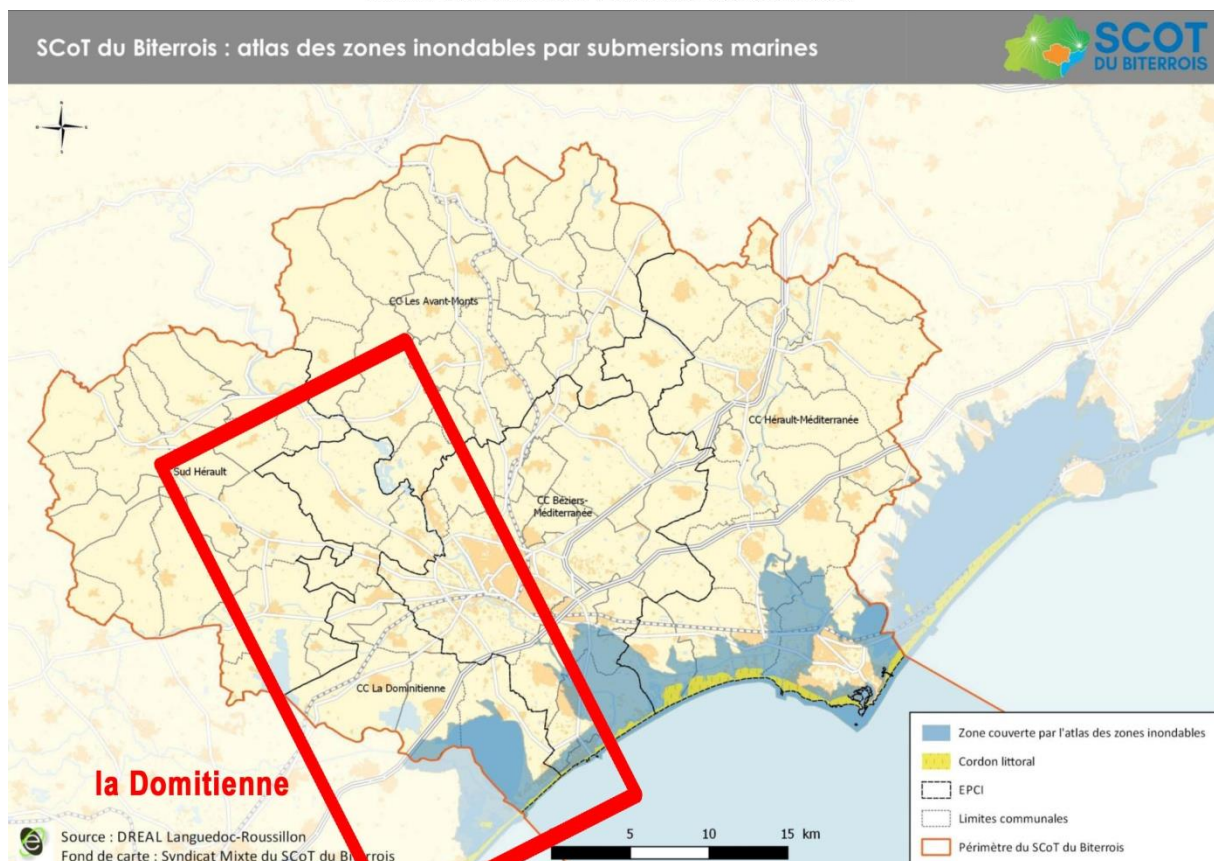 SCoT du Biterrois : atlas des zones inondables par submersions marines
SCOT
DU BITERROIS
CC Les Avant-Monts
CC Hérault-Méditerranée
Sud Hérault
CC Béziers-
Méditerranée
CC La Dominitienne
la Domitienne
Zone couverte par l'atlas des zones inondables
Cordon littoral
EPCI
Limites communales
Périmètre du SCoT du Biterrois
5 10 15 km
Source : DREAL Languedoc-Roussillon
Fond de carte : Syndicat Mixte du SCoT du